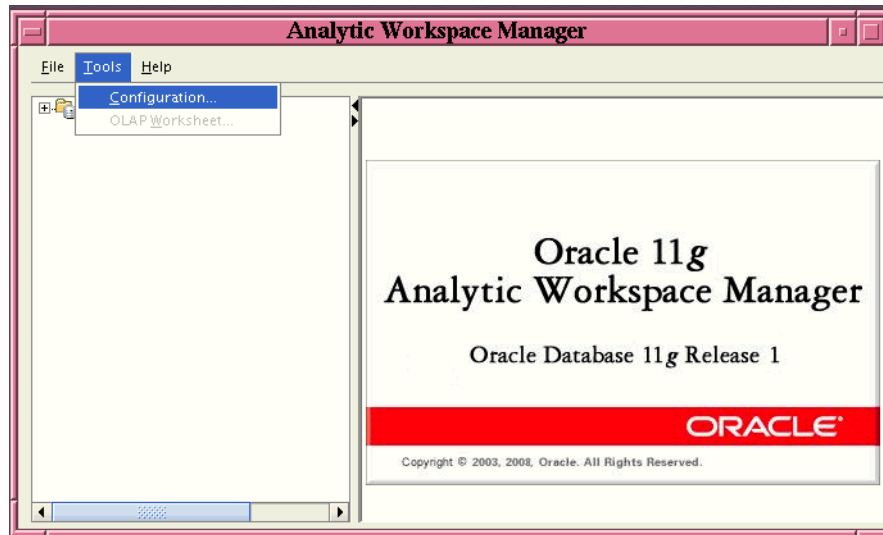 Analytic Workspace Manager
File Tools Help
Configuration...
OLAP Worksheet...
Oracle 11g
Analytic Workspace Manager
Oracle Database 11g Release 1
ORACLE
Copyright © 2003, 2008, Oracle. All Rights Reserved.